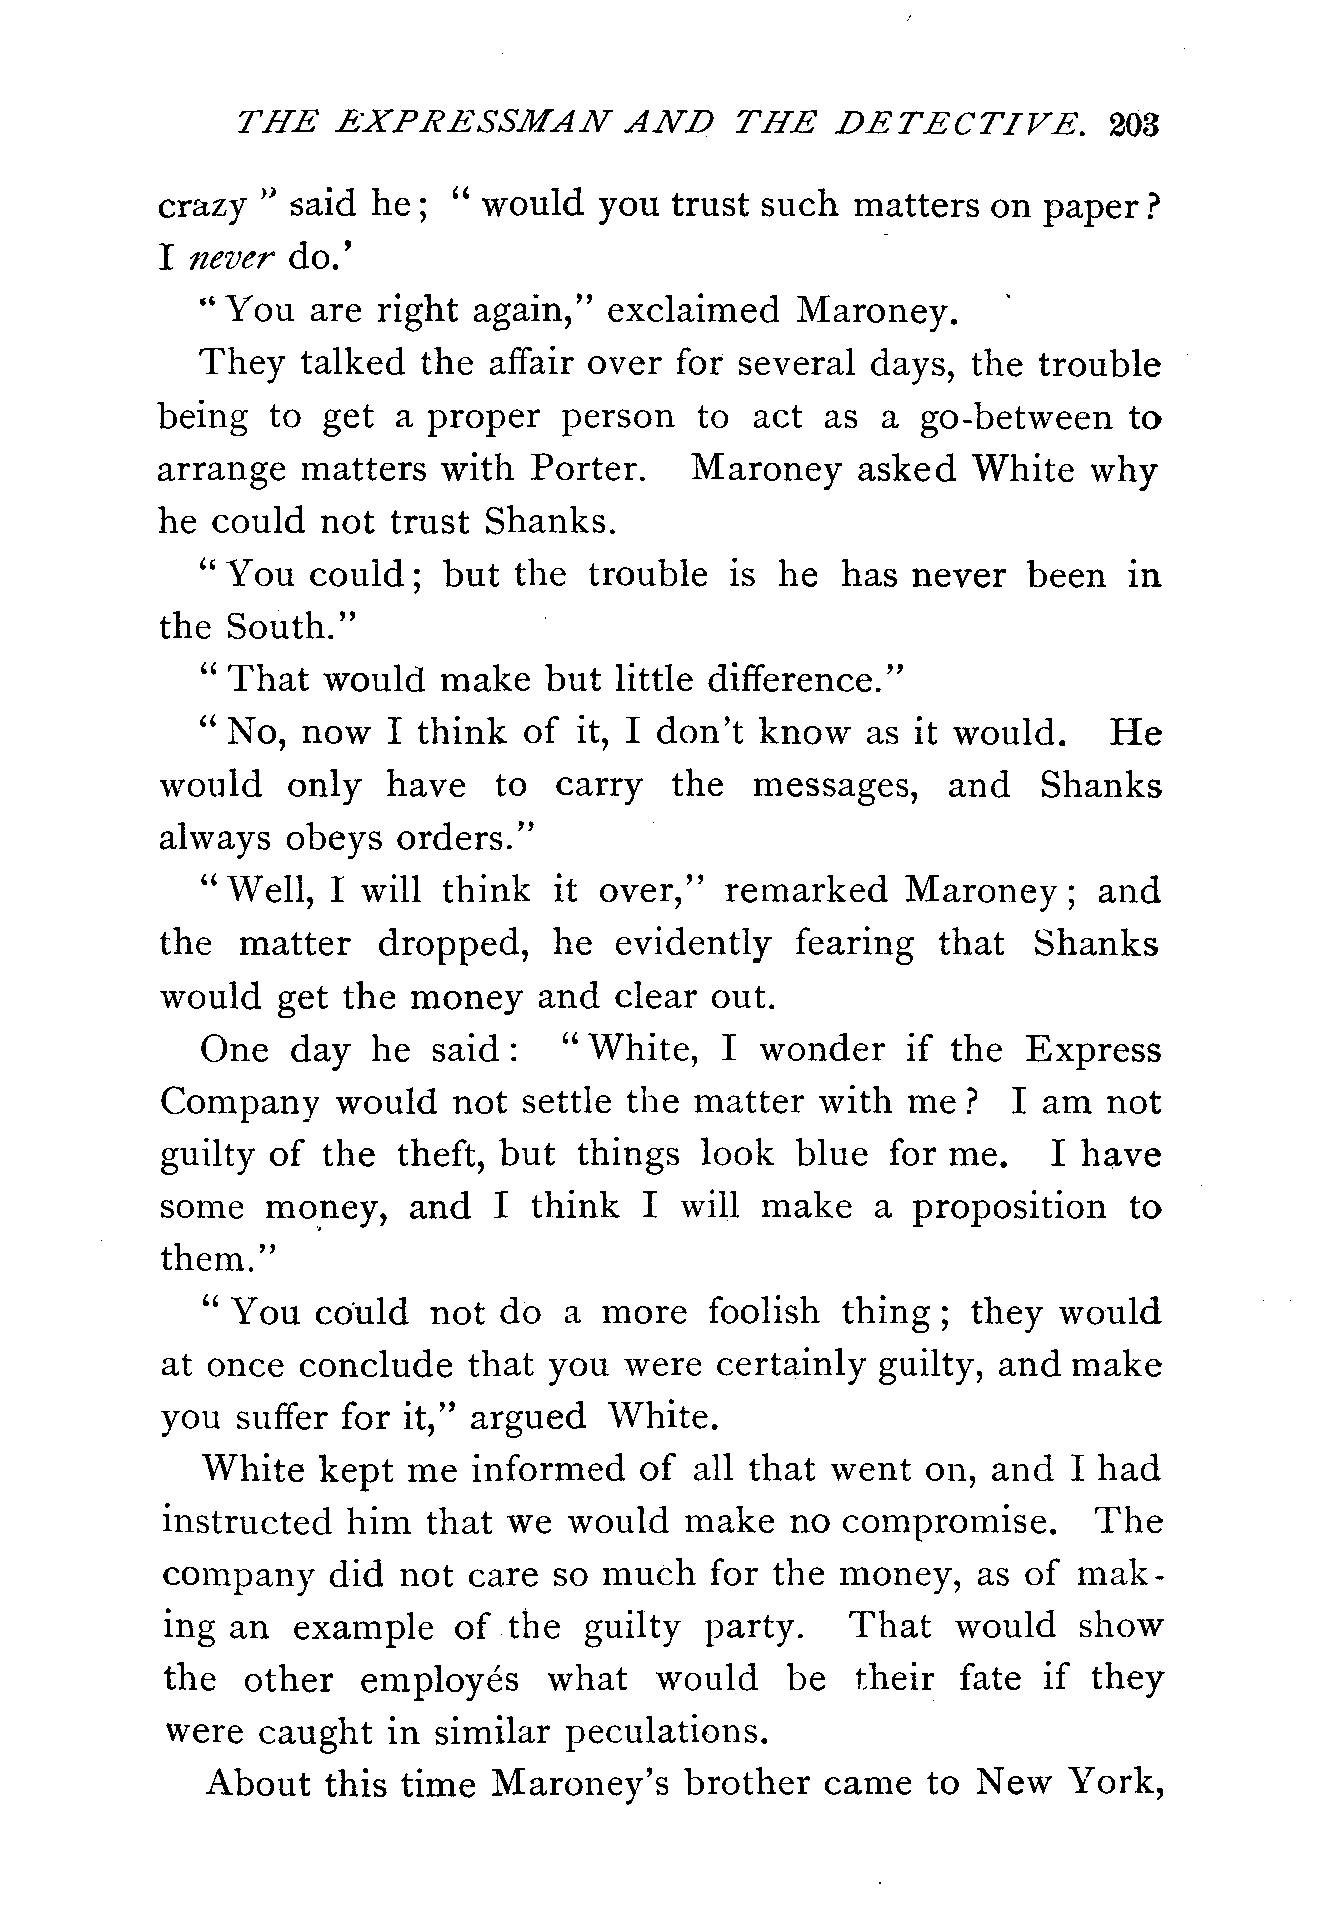 THE EXPRESSMAN AND THE DETECTIVE. 203
crazy " said he; " would you trust such matters on paper?
I never do.'
" You are right again," exclaimed Maroney.
They talked the affair over for several days, the trouble
being to get a proper person to act as a go-between to
arrange matters with Porter. Maroney asked White why
he could not trust Shanks.
" You could; but the trouble is he has never been in
the South."
" That would make but little difference."
" No, now I think of it, I don't know as it would. He
would only have to carry the messages, and Shanks
always obeys orders."
" Well, I will think it over," remarked Maroney; and
the matter dropped, he evidently fearing that Shanks
would get the money and clear out.
One day he said: " White, I wonder if the Express
Company would not settle the matter with me? I am not
guilty of the theft, but things look blue for me. I have
some money, and I think I will make a proposition to
them."
" You could not do a more foolish thing; they would
at once conclude that you were certainly guilty, and make
you suffer for it," argued White.
White kept me informed of all that went on, and I had
instructed him that we would make no compromise. The
company did not care so much for the money, as of mak-
ing an example of the guilty party. That would show
the other employés what would be their fate if they
were caught in similar peculations.
About this time Maroney's brother came to New York,